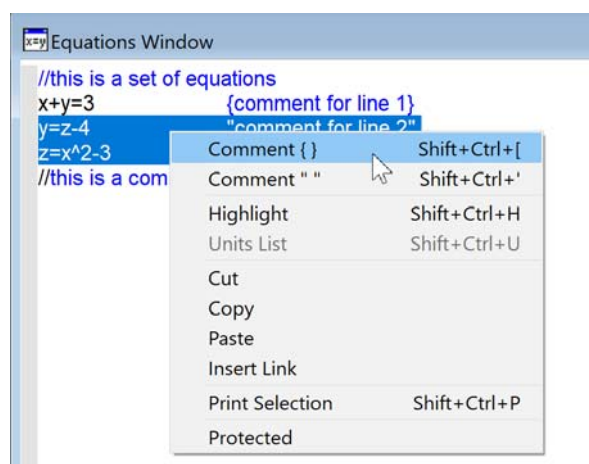 x=y Equations Window
//this is a set of equations
x+y=3 {comment for line 1}
y=z-4 "comment for line 2"
z=x^2-3
//this is a com
Comment { } Shift+Ctrl+[
Comment " " Shift+Ctrl+'
Highlight Shift+Ctrl+H
Units List Shift+Ctrl+U
Cut
Copy
Paste
Insert Link
Print Selection Shift+Ctrl+P
Protected